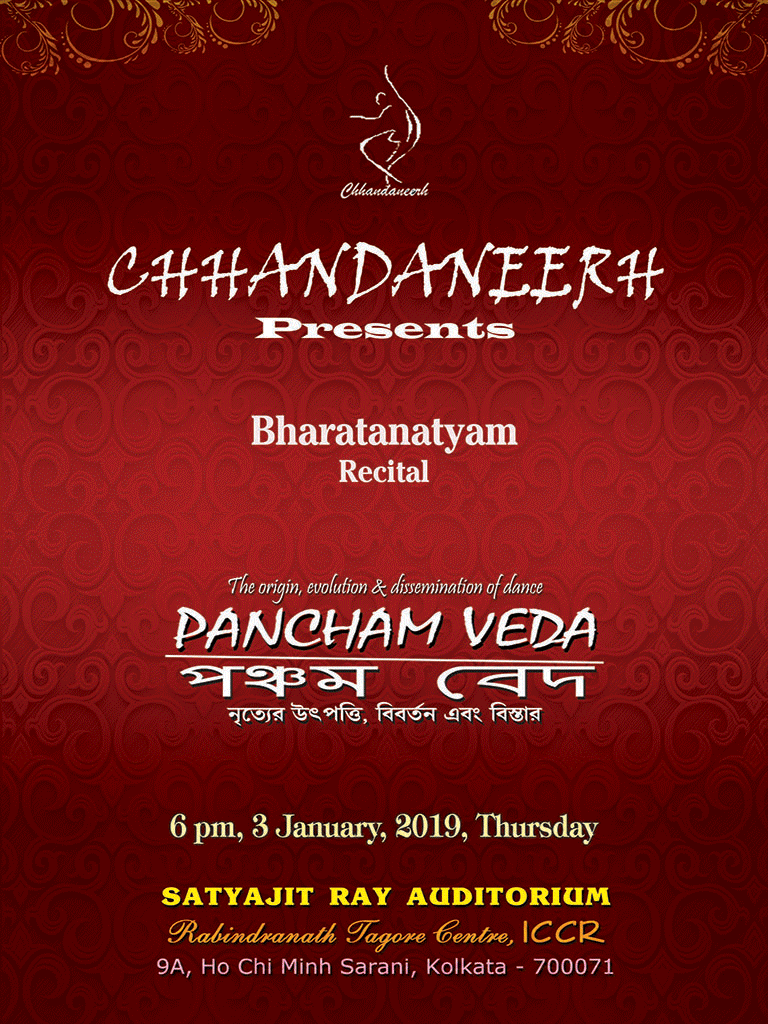 Chhandaneerh
CHHANDANEERH
Presents
Bharatanatyam
Recital
The origin, evolution & dissemination of dance
PANCHAM VEDA
পঞ্চম বেদ
নৃত্যের উৎপত্তি, বিবর্তন এবং বিস্তার
6 pm, 3 January, 2019, Thursday
SATYAJIT RAY AUDITORIUM
Rabindranath Tagore Centre, ICCR
9A, Ho Chi Minh Sarani, Kolkata - 700071